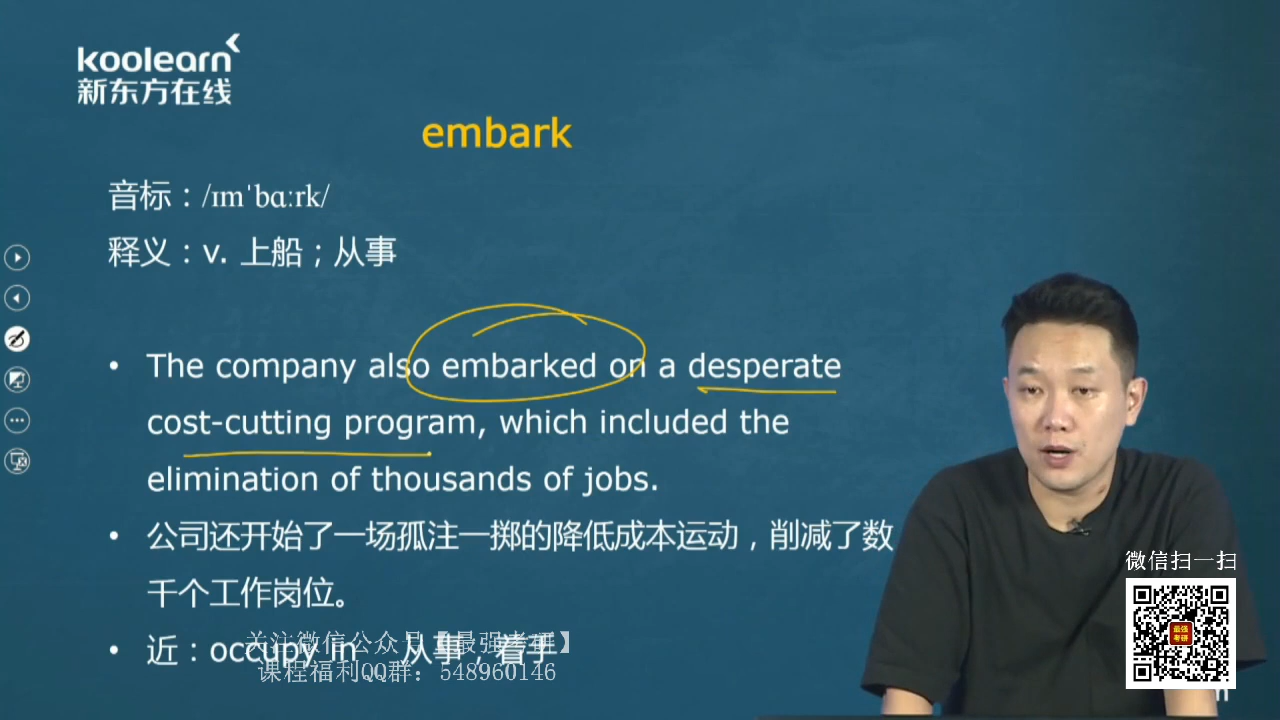 koolearn
新东方在线
embark
音标：/ɪmˈbɑːrk/
释义：v. 上船；从事
• The company also embarked on a desperate
cost-cutting program, which included the
elimination of thousands of jobs.
• 公司还开始了一场孤注一掷的降低成本运动，削减了数
千个工作岗位。
• 近：occupy in 从事，着手
关注微信公众号【最强考研】
课程福利QQ群：548960146
微信扫一扫
最强
考研